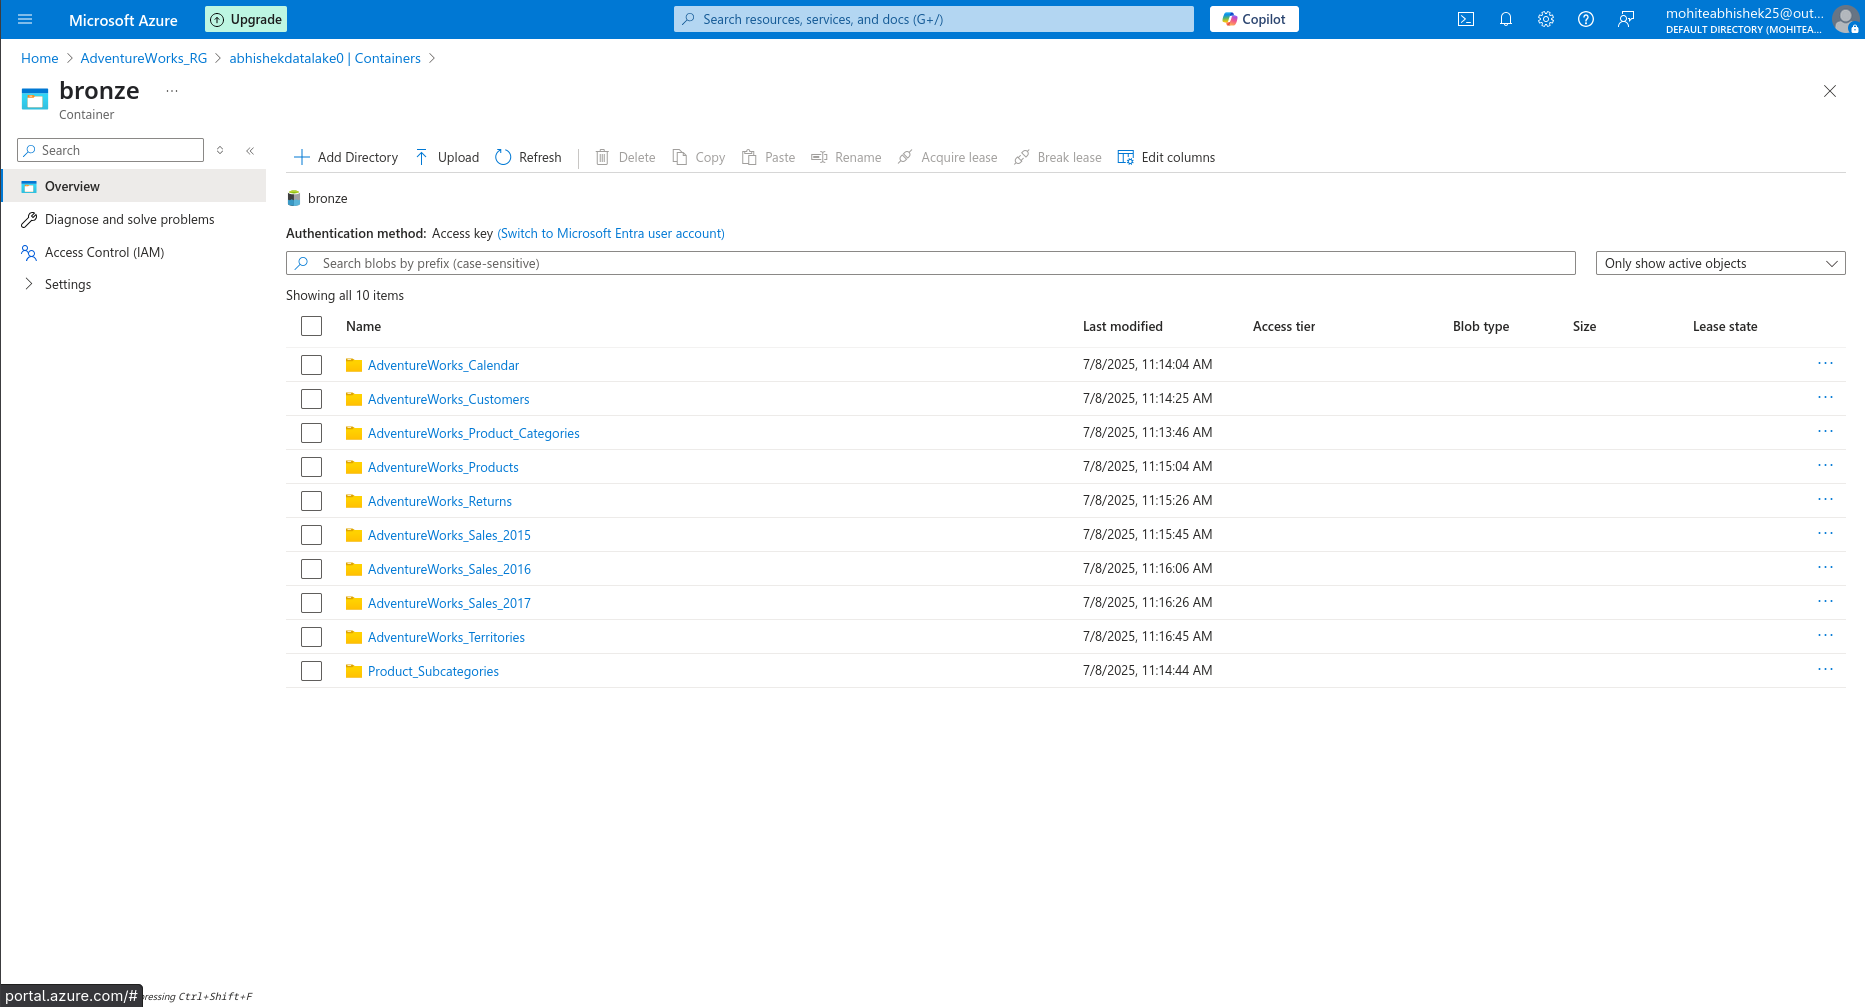 Microsoft Azure
Upgrade
Search resources, services, and docs (G+/)
Copilot
mohiteabhishek25@out...
DEFAULT DIRECTORY (MOHITEA...
Home > AdventureWorks_RG > abhishekdatalake0 | Containers >
bronze ...
Container
Search
Overview
Diagnose and solve problems
Access Control (IAM)
Settings
Add Directory Upload Refresh Delete Copy Paste Rename Acquire lease Break lease Edit columns
bronze
Authentication method: Access key (Switch to Microsoft Entra user account)
Search blobs by prefix (case-sensitive)
Only show active objects
Showing all 10 items
Name Last modified Access tier Blob type Size Lease state
AdventureWorks_Calendar 7/8/2025, 11:14:04 AM ...
AdventureWorks_Customers 7/8/2025, 11:14:25 AM ...
AdventureWorks_Product_Categories 7/8/2025, 11:13:46 AM ...
AdventureWorks_Products 7/8/2025, 11:15:04 AM ...
AdventureWorks_Returns 7/8/2025, 11:15:26 AM ...
AdventureWorks_Sales_2015 7/8/2025, 11:15:45 AM ...
AdventureWorks_Sales_2016 7/8/2025, 11:16:06 AM ...
AdventureWorks_Sales_2017 7/8/2025, 11:16:26 AM ...
AdventureWorks_Territories 7/8/2025, 11:16:45 AM ...
Product_Subcategories 7/8/2025, 11:14:44 AM ...
portal.azure.com/# pressing Ctrl+Shift+F